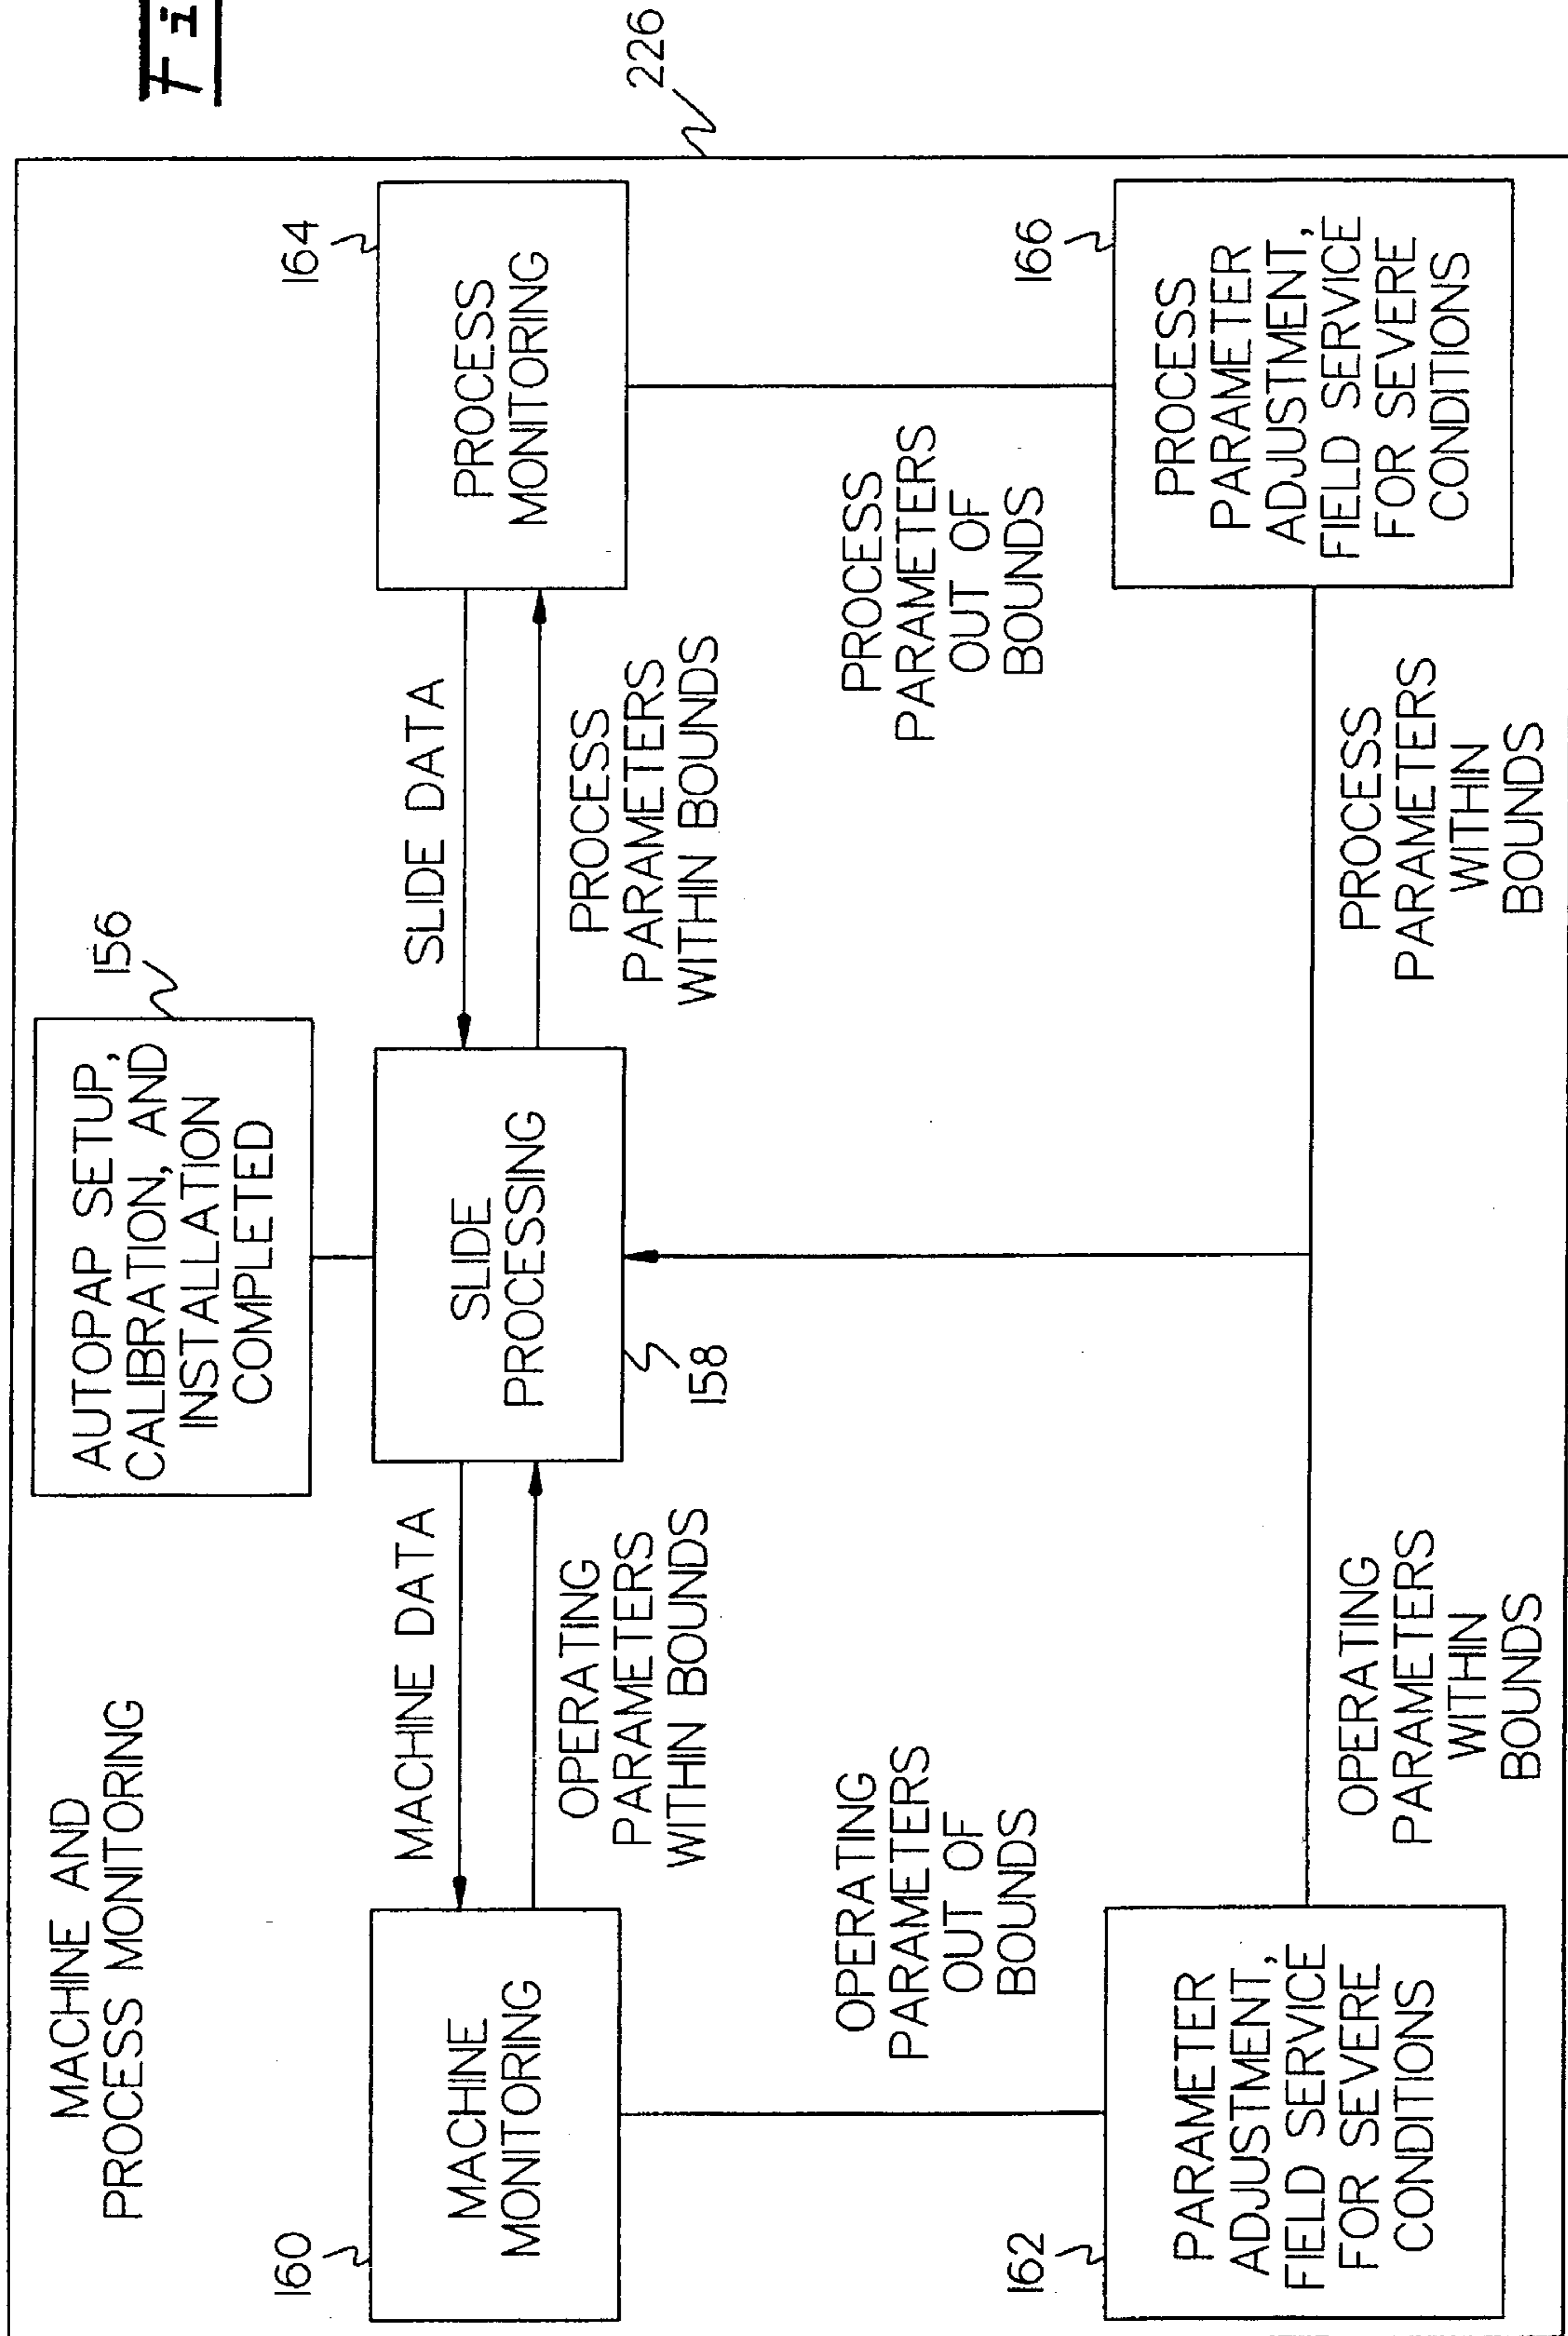 MACHINE AND
PROCESS MONITORING
AUTOPAP SETUP,
CALIBRATION, AND
INSTALLATION
COMPLETED
156
226
160
MACHINE
MONITORING
MACHINE DATA
OPERATING
PARAMETERS
WITHIN BOUNDS
SLIDE
PROCESSING
158
SLIDE DATA
PROCESS
PARAMETERS
WITHIN BOUNDS
164
PROCESS
MONITORING
OPERATING
PARAMETERS
OUT OF
BOUNDS
PROCESS
PARAMETERS
OUT OF
BOUNDS
162
PARAMETER
ADJUSTMENT,
FIELD SERVICE
FOR SEVERE
CONDITIONS
OPERATING
PARAMETERS
WITHIN
BOUNDS
PROCESS
PARAMETERS
WITHIN
BOUNDS
166
PROCESS
PARAMETER
ADJUSTMENT,
FIELD SERVICE
FOR SEVERE
CONDITIONS